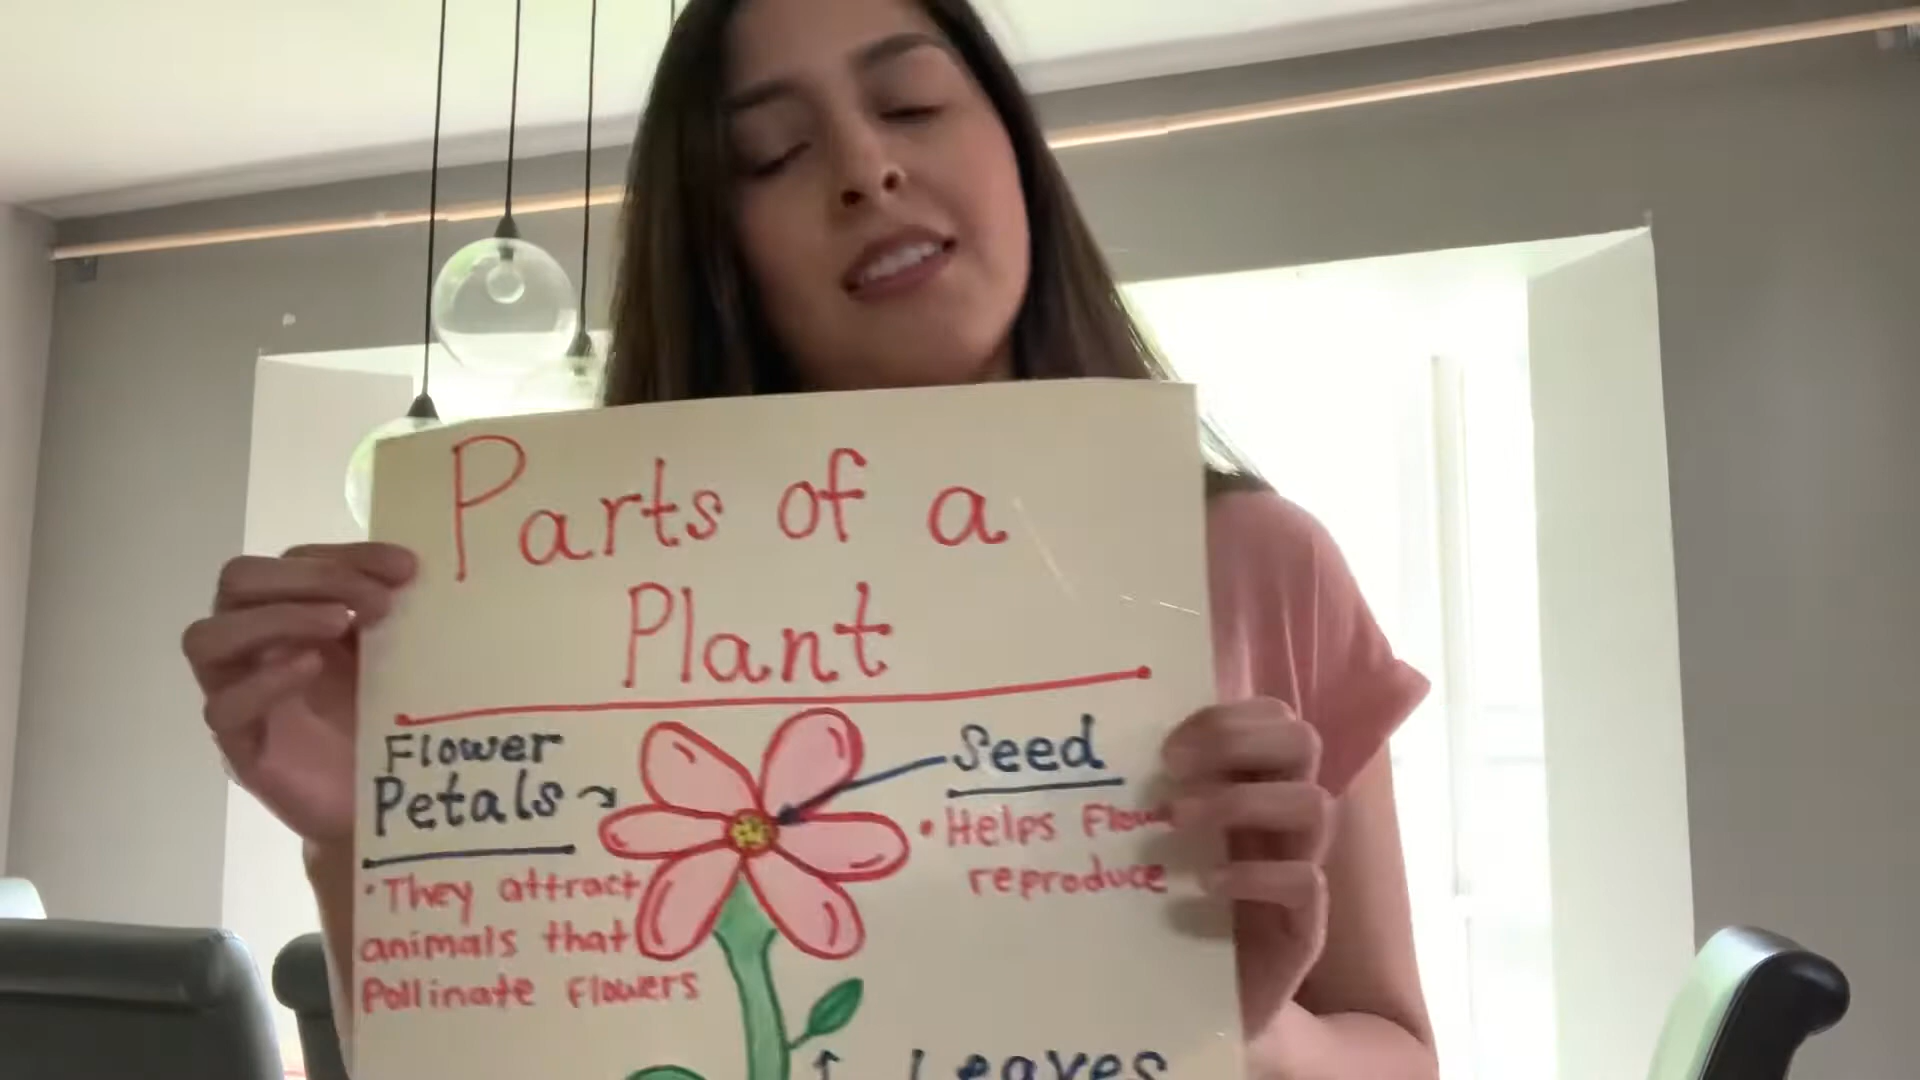 Parts of a
Plant
Flower
Petals
• They attract
animals that
Pollinate Flowers
Seed
• Helps
reproduce
Leaves